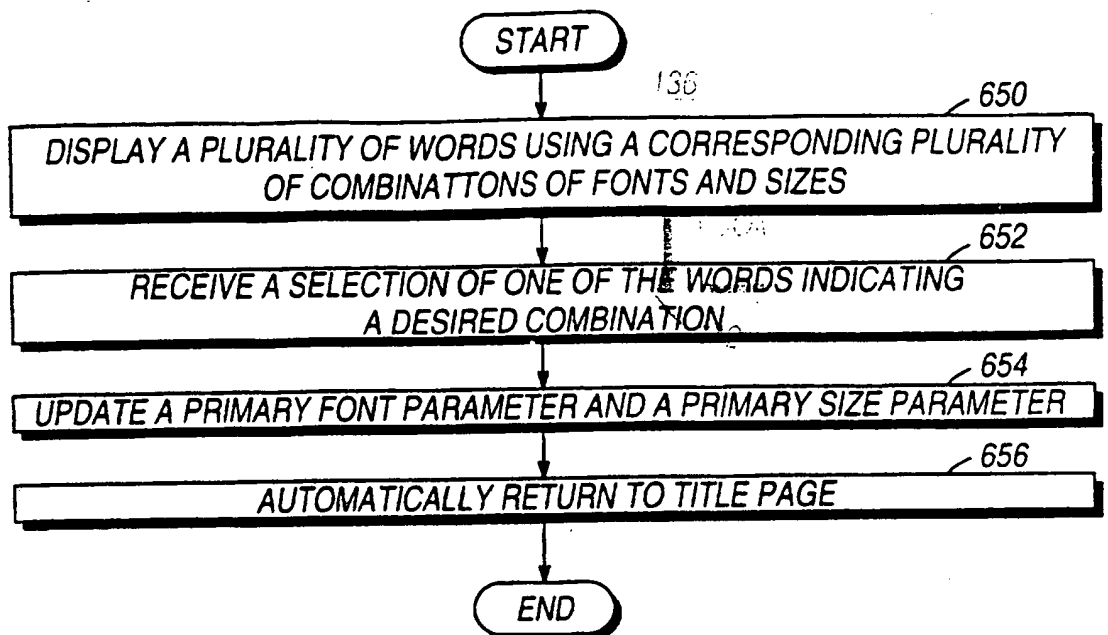 START
136
650
DISPLAY A PLURALITY OF WORDS USING A CORRESPONDING PLURALITY
OF COMBINATTONS OF FONTS AND SIZES
652
RECEIVE A SELECTION OF ONE OF THE WORDS INDICATING
A DESIRED COMBINATION
654
UPDATE A PRIMARY FONT PARAMETER AND A PRIMARY SIZE PARAMETER
656
AUTOMATICALLY RETURN TO TITLE PAGE
END